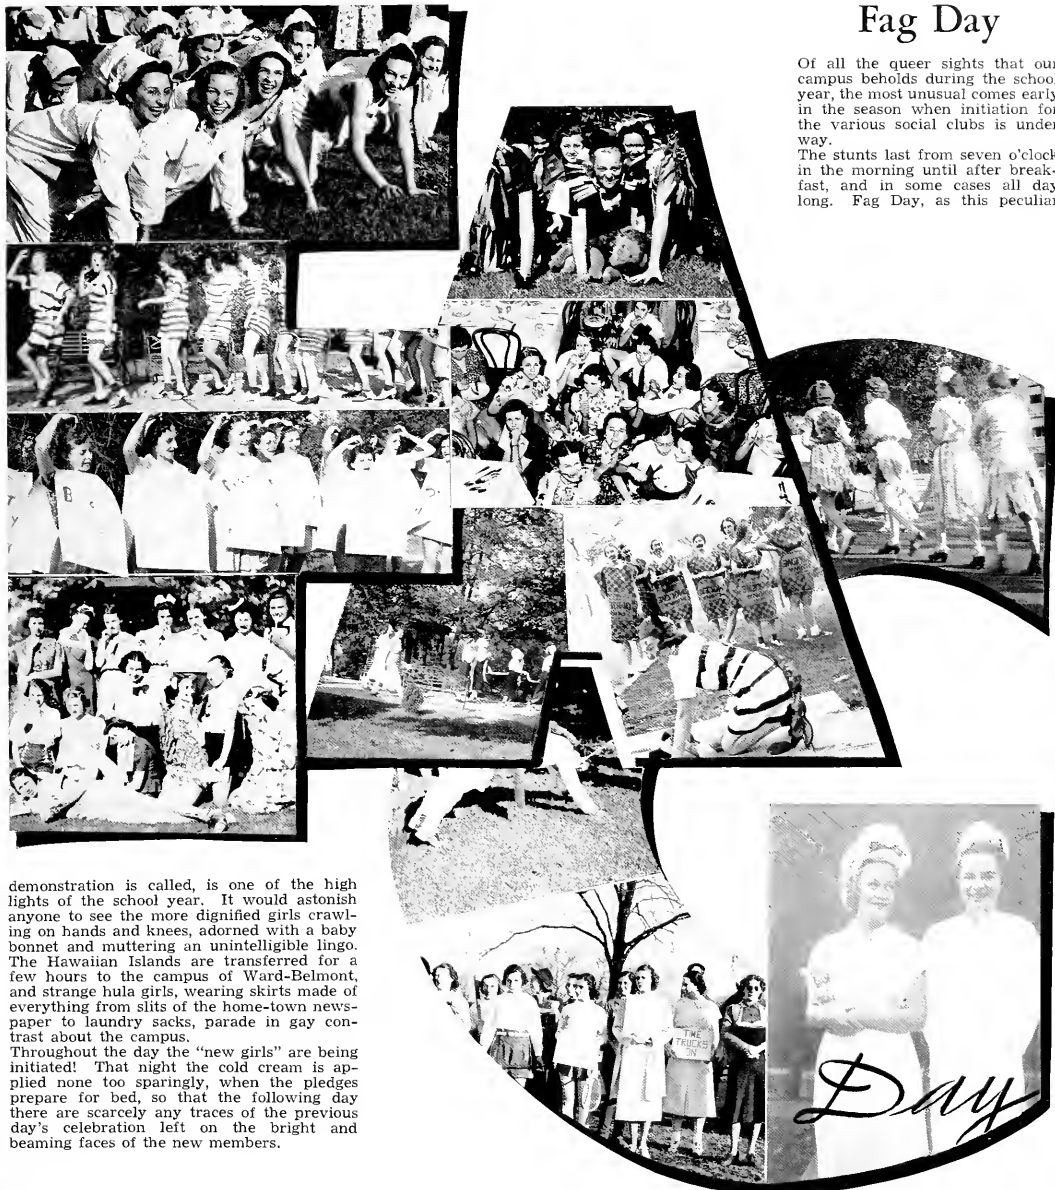 Fag Day
Of all the queer sights that our
campus beholds during the school
year, the most unusual comes early
in the season when initiation for
the various social clubs is under
way.
The stunts last from seven o'clock
in the morning until after break-
fast, and in some cases all day
long. Fag Day, as this peculiar
demonstration is called, is one of the high
lights of the school year. It would astonish
anyone to see the more dignified girls crawl-
ing on hands and knees, adorned with a baby
bonnet and muttering an unintelligible lingo.
The Hawaiian Islands are transferred for a
few hours to the campus of Ward-Belmont,
and strange hula girls, wearing skirts made of
everything from slits of the home-town news-
paper to laundry sacks, parade in gay con-
trast about the campus.
Throughout the day the "new girls" are being
initiated! That night the cold cream is ap-
plied none too sparingly, when the pledges
prepare for bed, so that the following day
there are scarcely any traces of the previous
day's celebration left on the bright and
beaming faces of the new members.
FAG
THE
TRUCKS
ON
Day